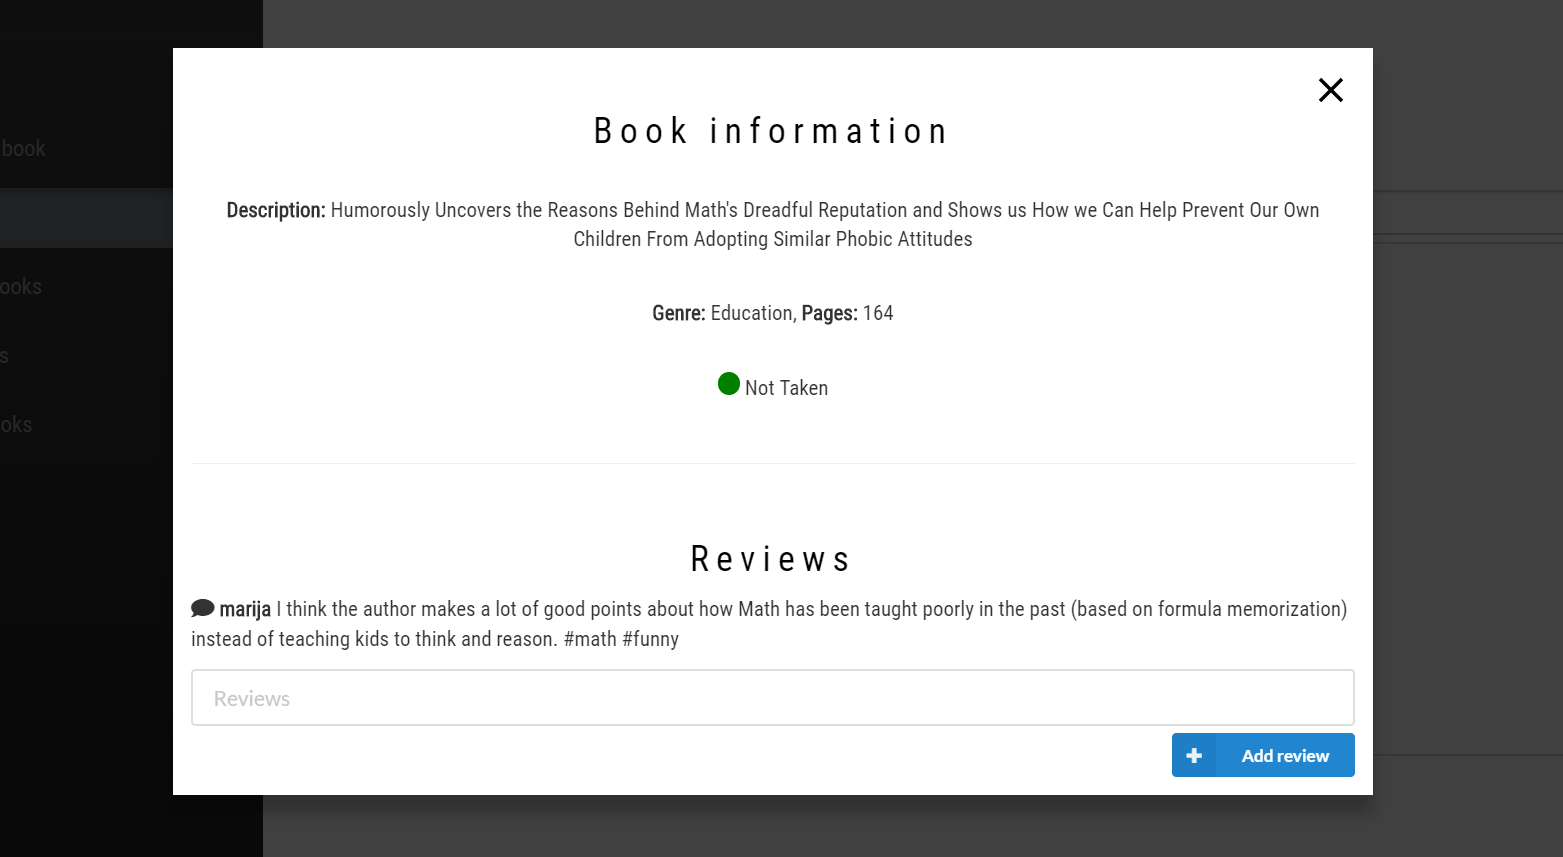 Book information
book
Description: Humorously Uncovers the Reasons Behind Math's Dreadful Reputation and Shows us How we Can Help Prevent Our Own
Children From Adopting Similar Phobic Attitudes
ooks
Genre: Education, Pages: 164
s
Not Taken
oks
Reviews
marija I think the author makes a lot of good points about how Math has been taught poorly in the past (based on formula memorization)
instead of teaching kids to think and reason. #math #funny
Reviews
Add review